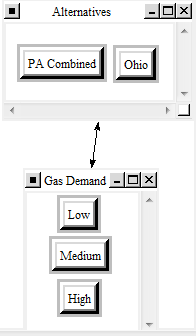 Alternatives
PA Combined
Ohio
Gas Demand
Low
Medium
High